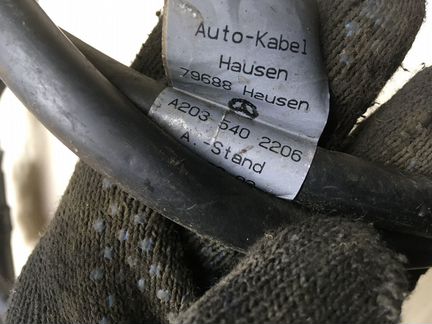 Auto-Kabel
Hausen
79688 Hausen
A203 540 2206
A.-Stand